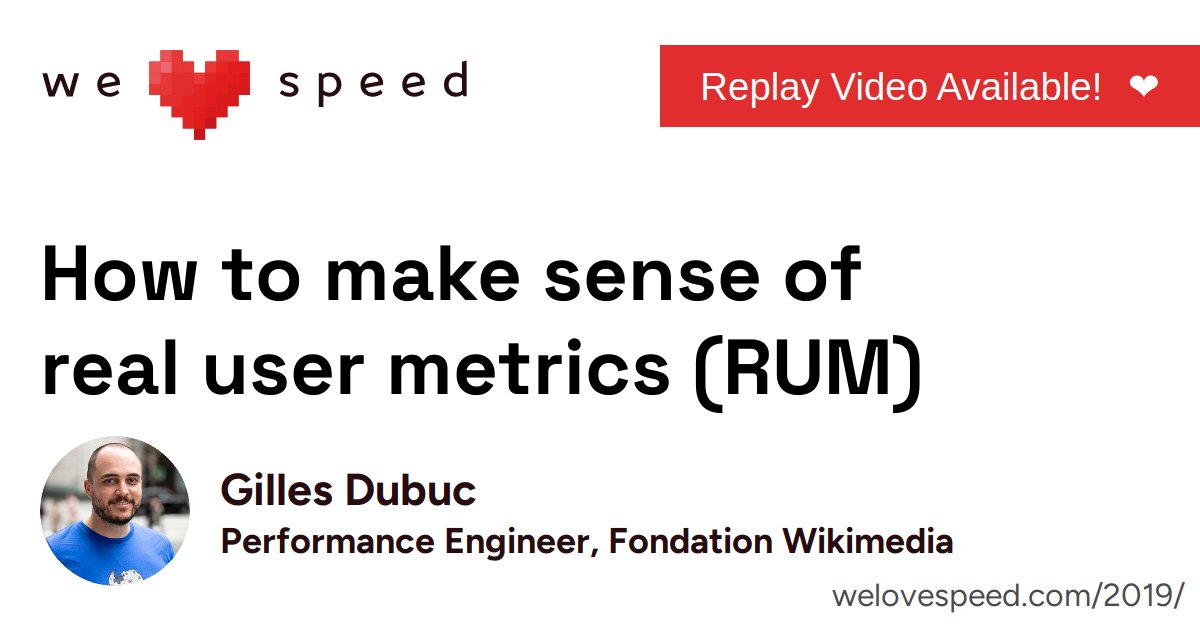 we speed
Replay Video Available! ❤
How to make sense of
real user metrics (RUM)
Gilles Dubuc
Performance Engineer, Fondation Wikimedia
welovespeed.com/2019/